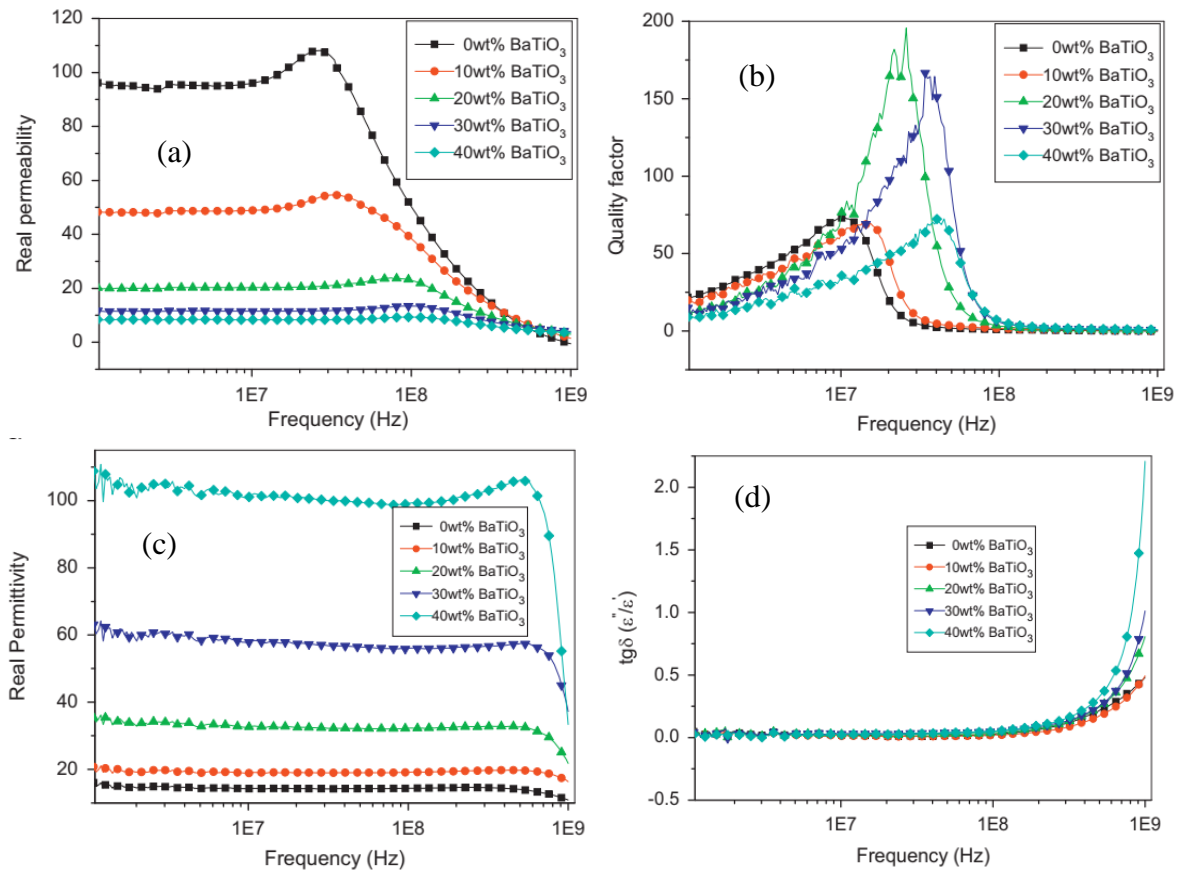 120
100
80
60
40
20
0
Real permeability
(a)
0wt% BaTiO3
10wt% BaTiO3
20wt% BaTiO3
30wt% BaTiO3
40wt% BaTiO3
1E7 1E8 1E9
Frequency (Hz)
200
150
100
50
0
Quality factor
(b)
0wt% BaTiO3
10wt% BaTiO3
20wt% BaTiO3
30wt% BaTiO3
40wt% BaTiO3
1E7 1E8 1E9
Frequency (Hz)
100
80
60
40
20
Real Permittivity
(c)
0wt% BaTiO3
10wt% BaTiO3
20wt% BaTiO3
30wt% BaTiO3
40wt% BaTiO3
1E7 1E8 1E9
Frequency (Hz)
2.0
1.5
1.0
0.5
0.0
-0.5
tgδ (ε"/ε')
(d)
0wt% BaTiO3
10wt% BaTiO3
20wt% BaTiO3
30wt% BaTiO3
40wt% BaTiO3
1E7 1E8 1E9
Frequency (Hz)